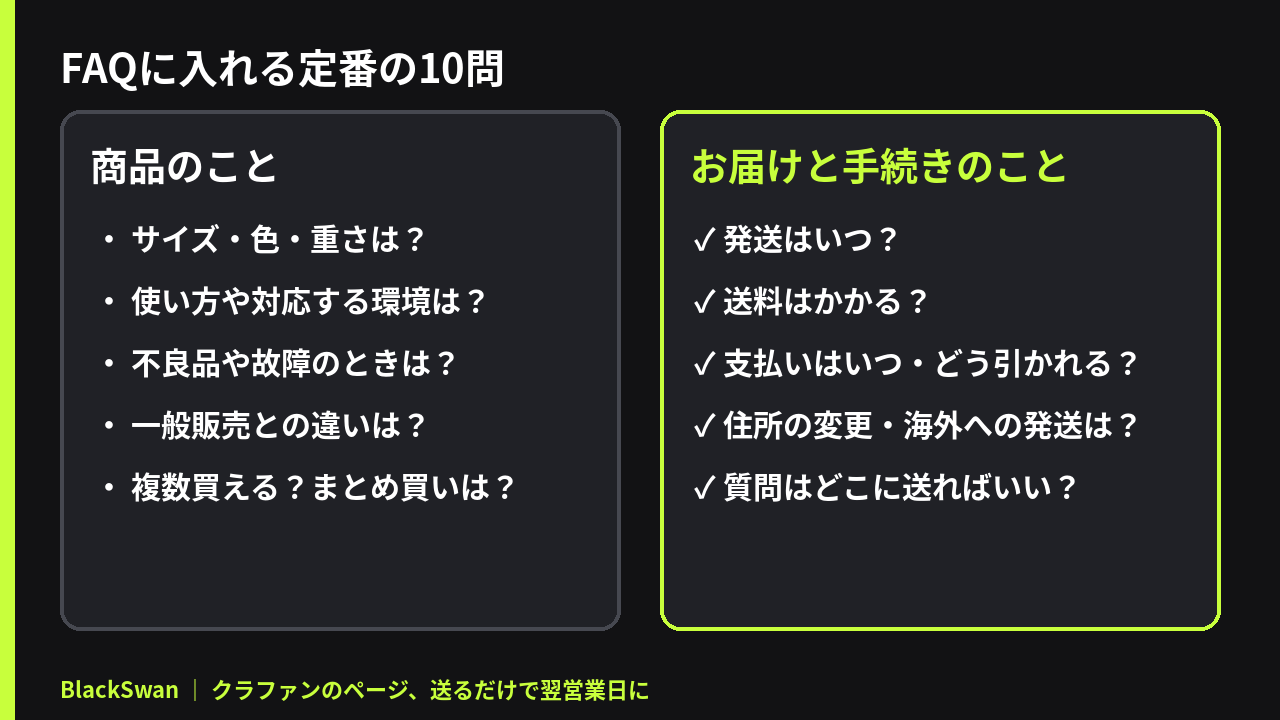 FAQに入れる定番の10問
商品のこと
・ サイズ・色・重さは？
・ 使い方や対応する環境は？
・ 不良品や故障のときは？
・ 一般販売との違いは？
・ 複数買える？まとめ買いは？
お届けと手続きのこと
✓ 発送はいつ？
✓ 送料はかかる？
✓ 支払いはいつ・どう引かれる？
✓ 住所の変更・海外への発送は？
✓ 質問はどこに送ればいい？
BlackSwan｜クラファンのページ、送るだけで翌営業日に